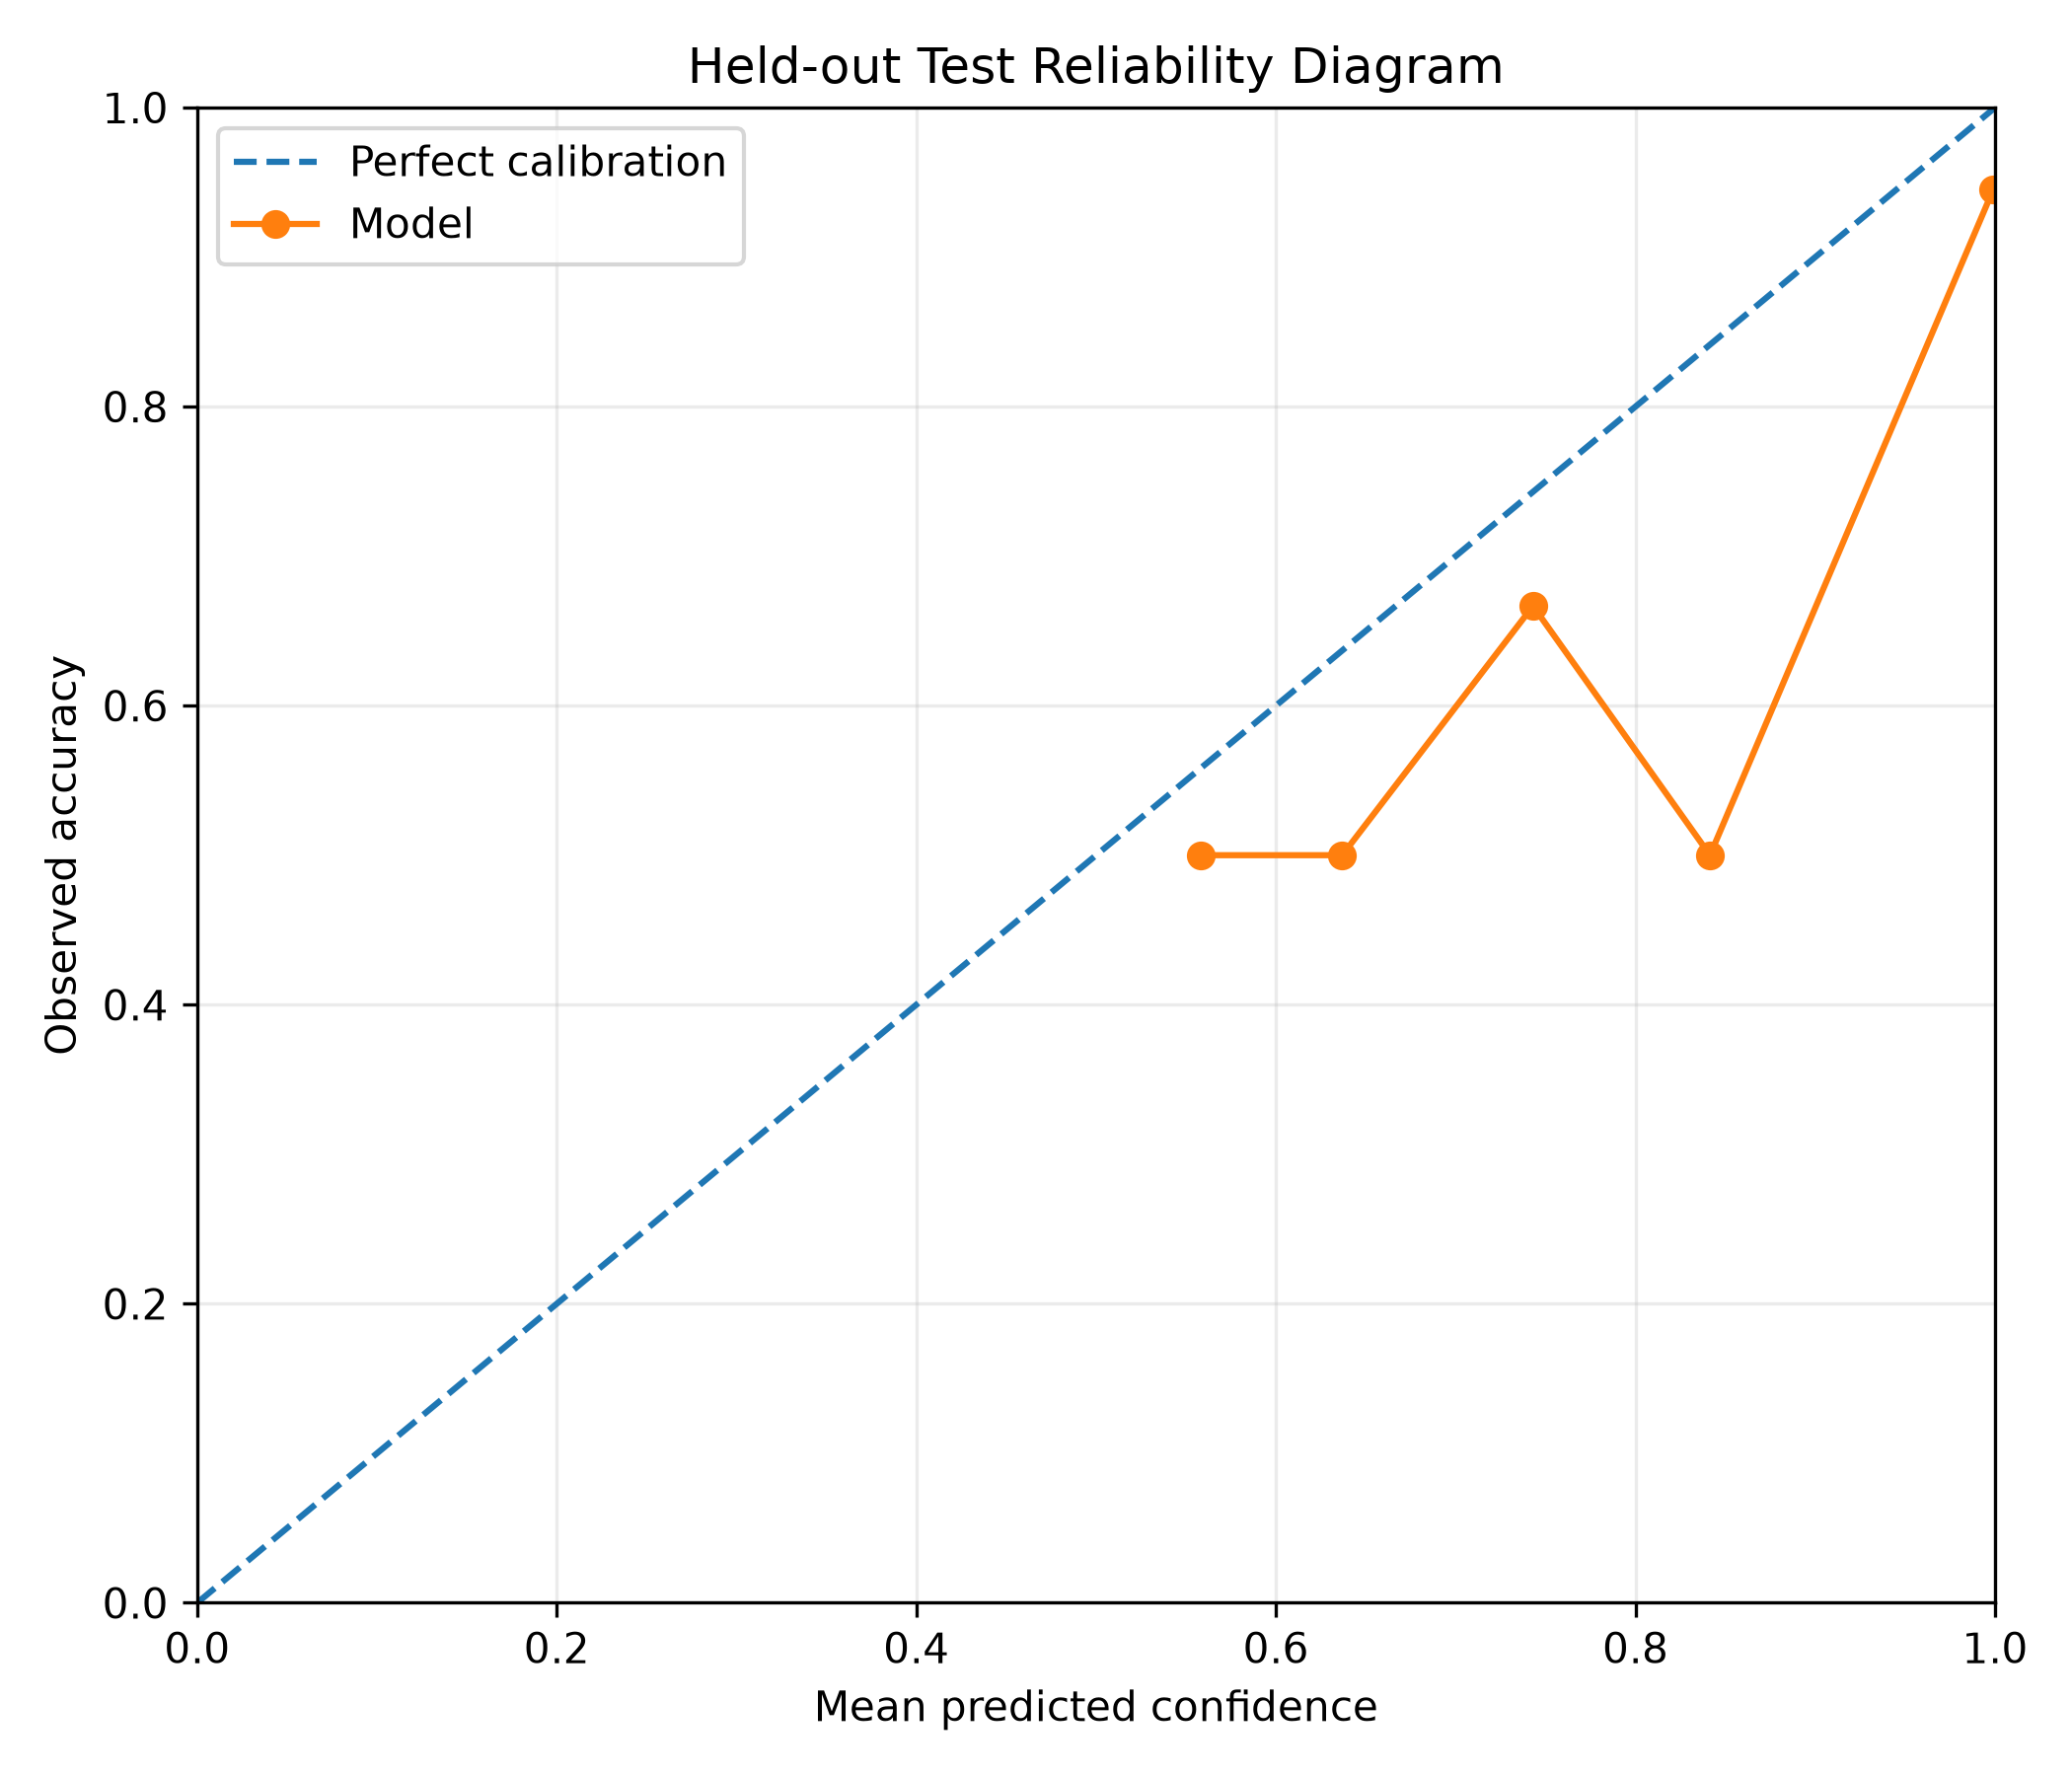 Held-out Test Reliability Diagram
Perfect calibration
Model
Observed accuracy
1.0
0.8
0.6
0.4
0.2
0.0
0.0 0.2 0.4 0.6 0.8 1.0
Mean predicted confidence